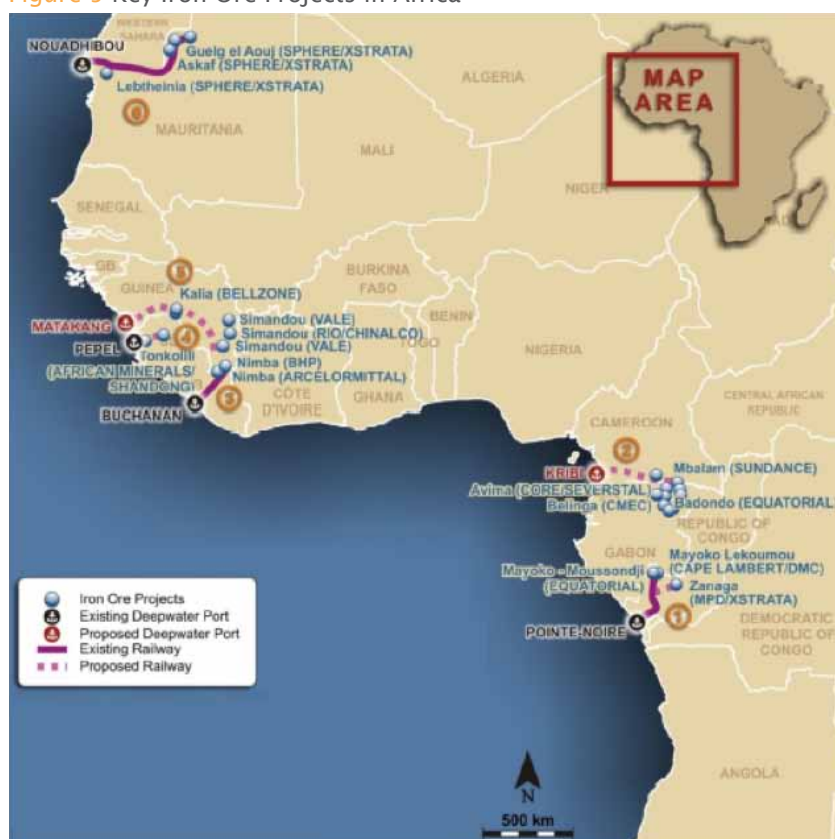 Figure 5 Key Iron Ore Projects in Africa
WESTERN
SAHARA
NOUADHIBOU
Guelg el Aouj (SPHERE/XSTRATA)
Askaf (SPHERE/XSTRATA)
Lebtheinia (SPHERE/XSTRATA)
6
MAURITANIA
ALGERIA
MALI
NIGER
MAP
AREA
SENEGAL
GB
GUINEA
5
BURKINA
FASO
BENIN
TOGO
NIGERIA
Kalia (BELLZONE)
MATAKANG
PEPEL
4
Simandou (VALE)
Simandou (RIO/CHINALCO)
Simandou (VALE)
Tonkolili
(AFRICAN MINERALS/
SHANDONG)
Nimba (BHP)
Nimba (ARCELORMITTAL)
BUCHANAN
3
CÔTE
D'IVOIRE
GHANA
CENTRAL AFRICAN
REPUBLIC
CAMEROON
2
KRIBI
Mbalam (SUNDANCE)
Avima (CORE/SEVERSTAL)
Badondo (EQUATORIAL)
Belinga (CMEC)
REPUBLIC OF
CONGO
GABON
Mayoko Lekoumou
(CAPE LAMBERT/DMC)
Mayoko - Moussondji
(EQUATORIAL)
Zanaga
(MPD/XSTRATA)
POINTE-NOIRE
1
DEMOCRATIC
REPUBLIC OF
CONGO
ANGOLA
Iron Ore Projects
Existing Deepwater Port
Proposed Deepwater Port
Existing Railway
Proposed Railway
N
500 km